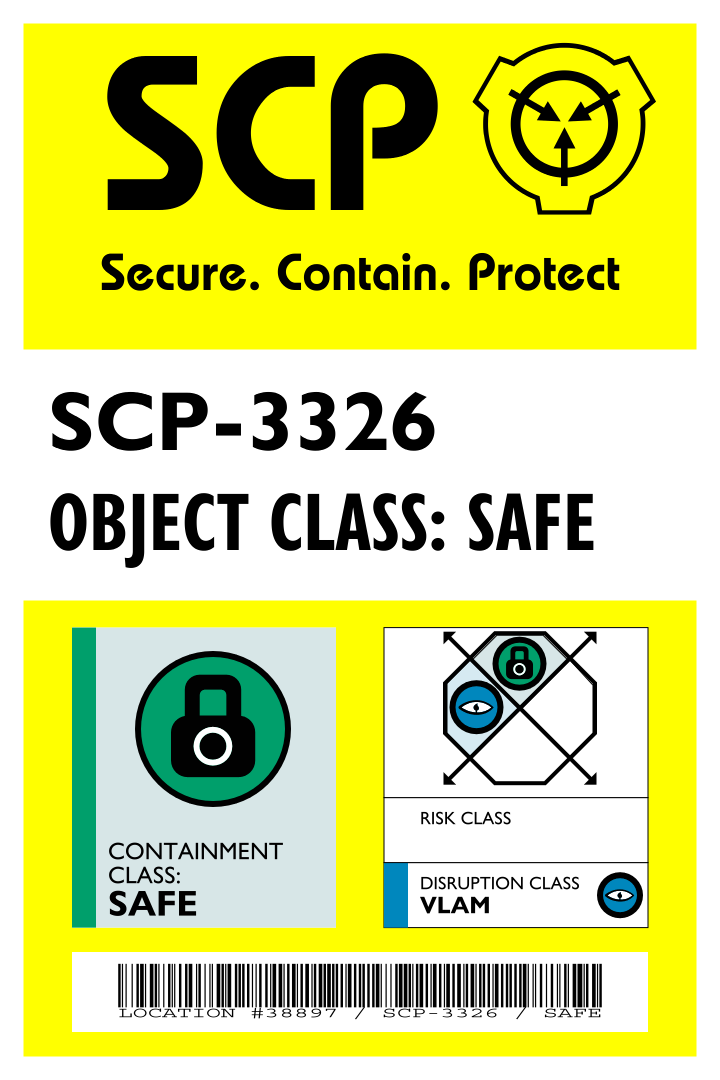 SCP
Secure. Contain. Protect
SCP-3326
OBJECT CLASS: SAFE
CONTAINMENT
CLASS:
SAFE
RISK CLASS
DISRUPTION CLASS
VLAM
LOCATION #38897 / SCP-3326 / SAFE